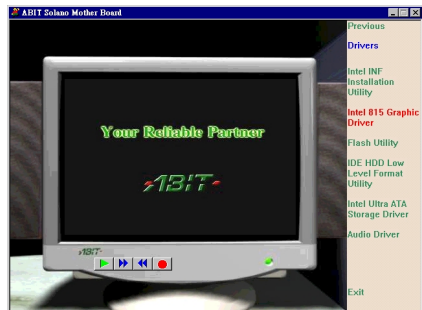 ABIT Solano Mother Board
Previous
Drivers
Intel INF
Installation
Utility
Intel 815 Graphic
Driver
Flash Utility
IDE HDD Low
Level Format
Utility
Intel Ultra ATA
Storage Driver
Audio Driver
Exit
Your Reliable Partner
ABIT
ABIT